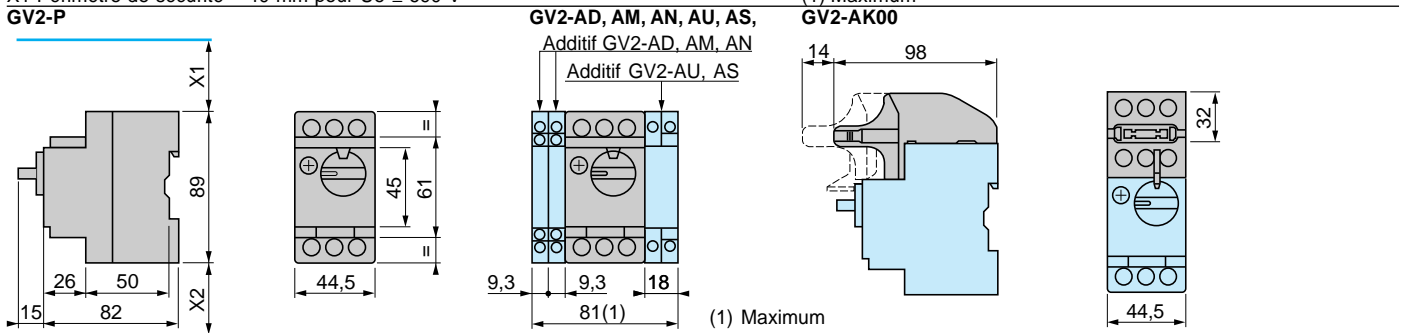 GV2-P
GV2-AD, AM, AN, AU, AS,
GV2-AK00
Additif GV2-AD, AM, AN
Additif GV2-AU, AS
X1
89
X2
26
50
15
82
=
45
61
=
44,5
9,3
9,3
18
81(1)
(1) Maximum
14
98
32
44,5